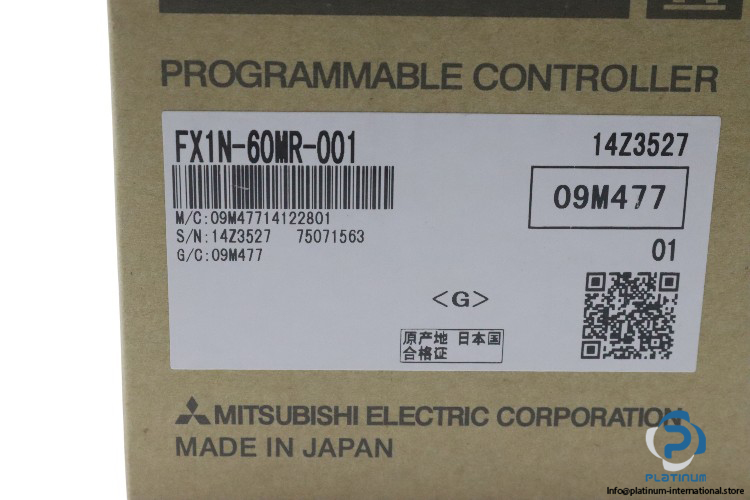 PROGRAMMABLE CONTROLLER
FX1N-60MR-001
14Z3527
09M477
M/C:09M47714122801
S/N:14Z3527 75071563
G/C:09M477
01
<G>
原产地 日本国
合格证
MITSUBISHI ELECTRIC CORPORATION
MADE IN JAPAN
PLATINUM
Info@platinum-international.store